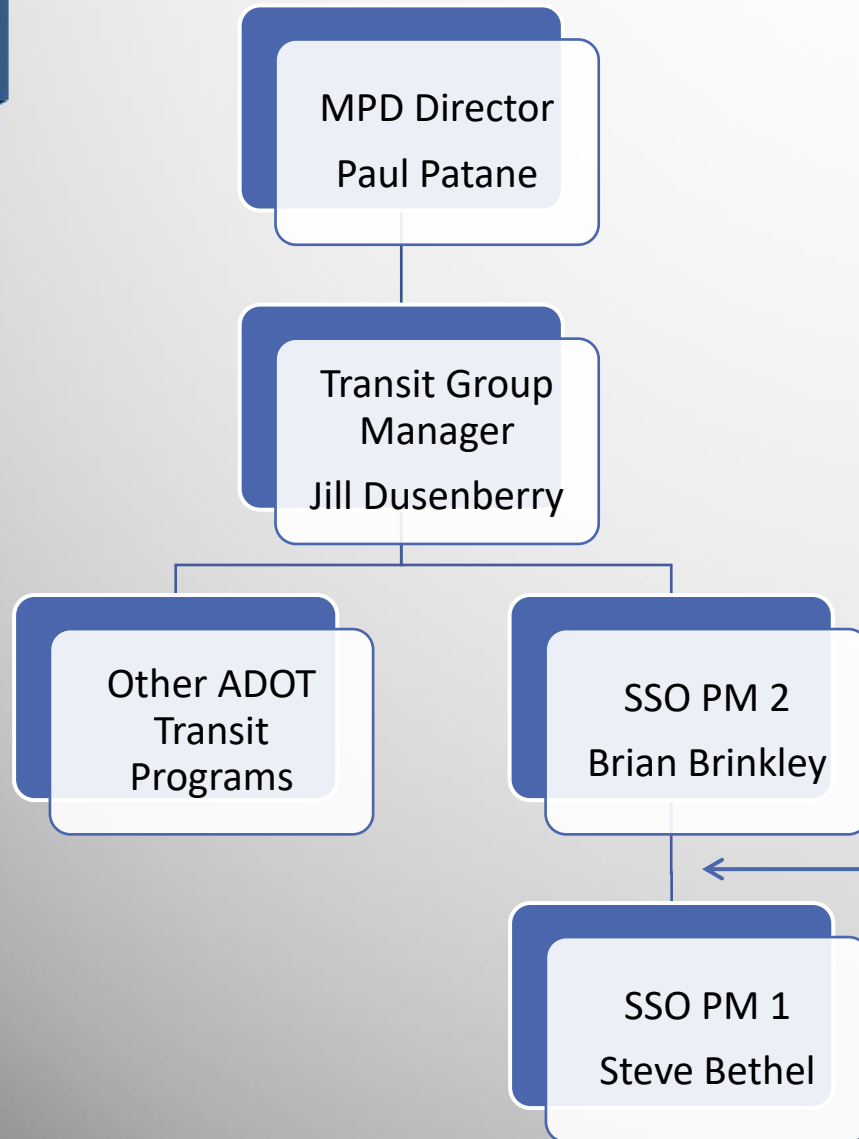 MPD Director
Paul Patane
Transit Group
Manager
Jill Dusenberry
Other ADOT
Transit
Programs
SSO PM 2
Brian Brinkley
SSO PM 1
Steve Bethel